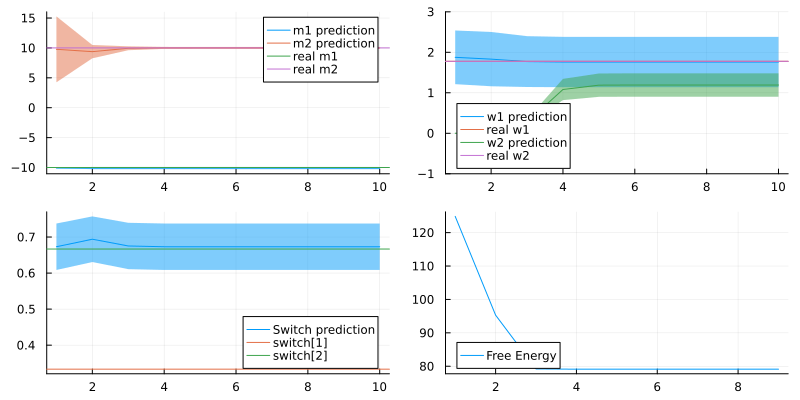 15
10
5
0
−5
−10
m1 prediction
m2 prediction
real m1
real m2
2 4 6 8 10
3
2
1
0
−1
w1 prediction
real w1
w2 prediction
real w2
2 4 6 8 10
0.7
0.6
0.5
0.4
Switch prediction
switch[1]
switch[2]
2 4 6 8 10
120
110
100
90
80
Free Energy
2 4 6 8